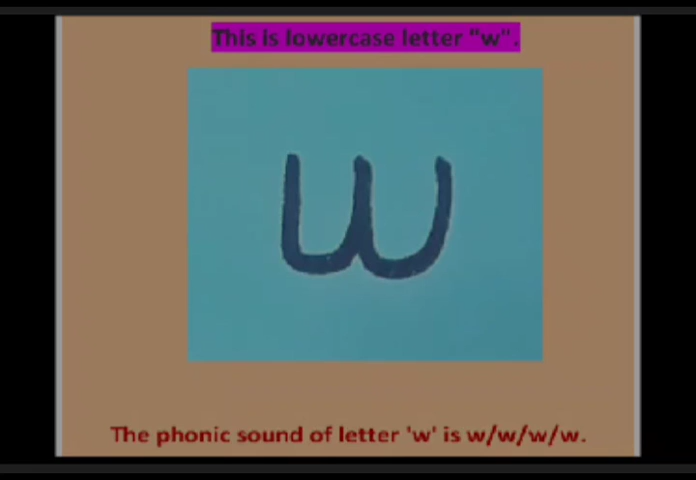 This is lowercase letter "w".
w
The phonic sound of letter 'w' is w/w/w/w.